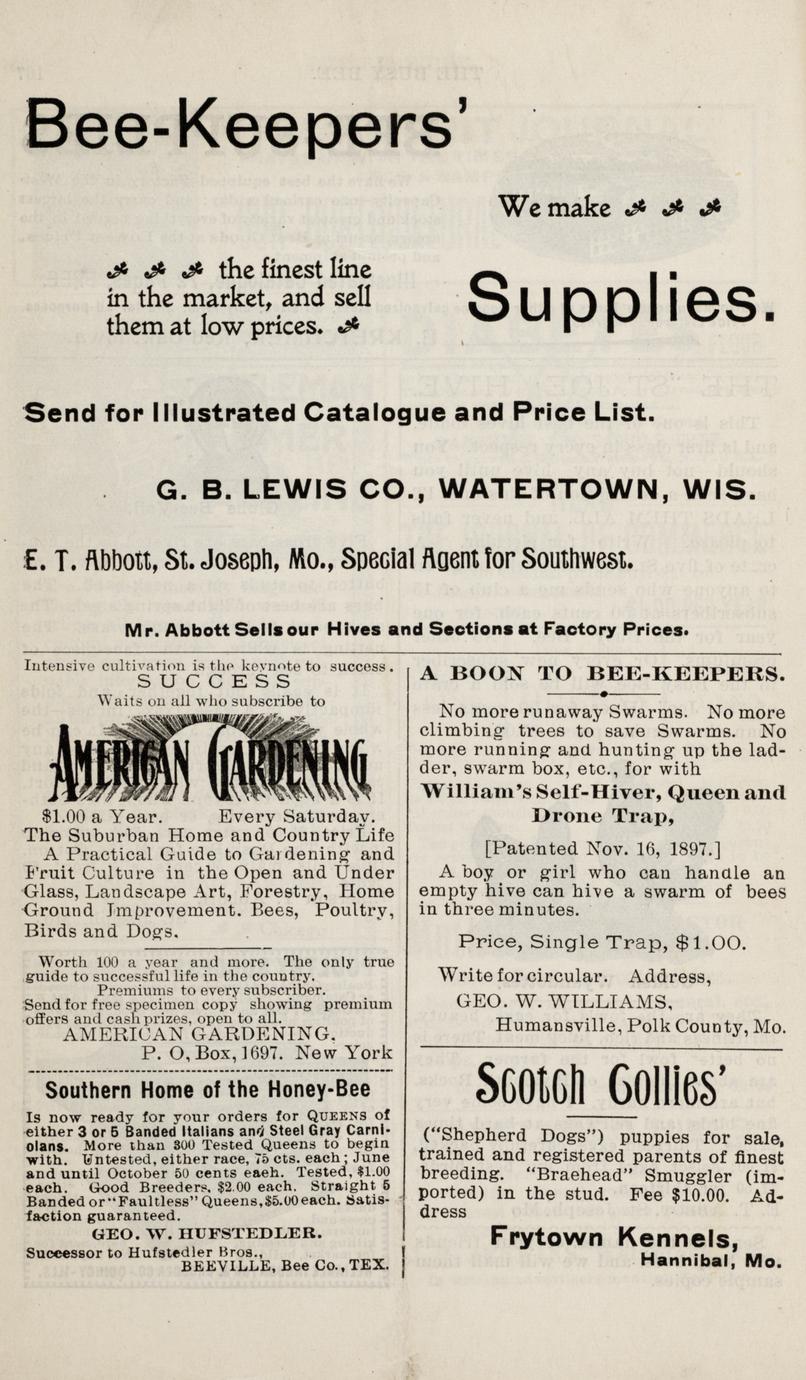 Bee-Keepers'
We make
the finest line
in the market, and sell
them at low prices.
Supplies.
Send for Illustrated Catalogue and Price List.
G. B. LEWIS CO., WATERTOWN, WIS.
E. T. Abbott, St. Joseph, Mo., Special Agent for Southwest.
Mr. Abbott Sells our Hives and Sections at Factory Prices.
Intensive cultivation is the keynote to success.
SUCCESS
Waits on all who subscribe to
AMERICAN GARDENING
$1.00 a Year. Every Saturday.
The Suburban Home and Country Life
A Practical Guide to Gardening and
Fruit Culture in the Open and Under
Glass, Landscape Art, Forestry, Home
Ground Improvement. Bees, Poultry,
Birds and Dogs.
Worth 100 a year and more. The only true
guide to successful life in the country.
Premiums to every subscriber.
Send for free specimen copy showing premium
offers and cash prizes, open to all.
AMERICAN GARDENING,
P. O, Box, 1697. New York
Southern Home of the Honey-Bee
Is now ready for your orders for QUEENS of
either 3 or 5 Banded Italians and Steel Gray Carni-
olans. More than 300 Tested Queens to begin
with. Untested, either race, 75 cts. each; June
and until October 50 cents eaeh. Tested, $1.00
each. Good Breeders, $2.00 each. Straight 5
Banded or "Faultless" Queens, $5.00 each. Satis-
faction guaranteed.
GEO. W. HUFSTEDLER.
Successor to Hufstedler Bros.,
BEEVILLE, Bee Co., TEX.
A BOON TO BEE-KEEPERS.
No more runaway Swarms. No more
climbing trees to save Swarms. No
more running and hunting up the lad-
der, swarm box, etc., for with
William's Self-Hiver, Queen and
Drone Trap,
[Patented Nov. 16, 1897.]
A boy or girl who can handle an
empty hive can hive a swarm of bees
in three minutes.
Price, Single Trap, $1.00.
Write for circular. Address,
GEO. W. WILLIAMS,
Humansville, Polk County, Mo.
Scotch Collies'
("Shepherd Dogs") puppies for sale,
trained and registered parents of finest
breeding. "Braehead" Smuggler (im-
ported) in the stud. Fee $10.00. Ad-
dress
Frytown Kennels,
Hannibal, Mo.